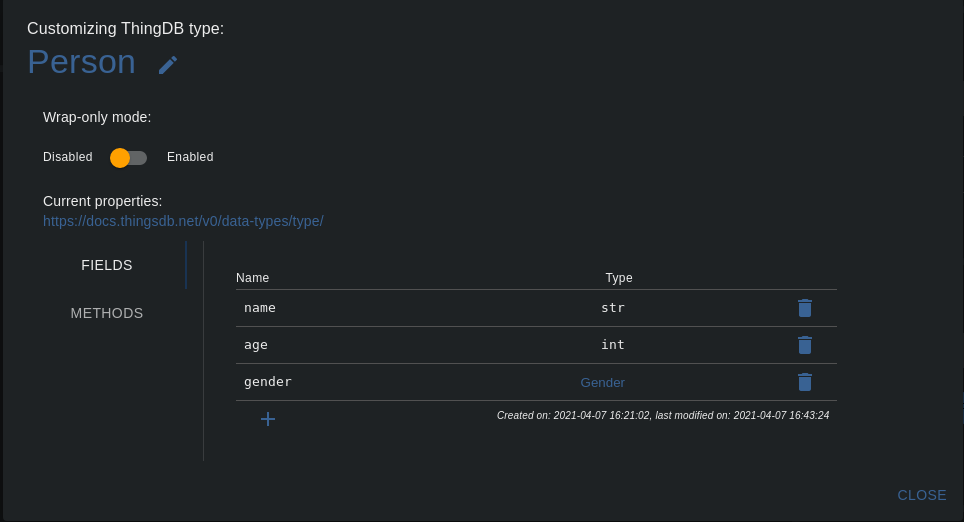 Customizing ThingDB type:
Person
Wrap-only mode:
Disabled Enabled
Current properties:
https://docs.thingsdb.net/v0/data-types/type/
FIELDS
METHODS
Name Type
name str
age int
gender Gender
+ Created on: 2021-04-07 16:21:02, last modified on: 2021-04-07 16:43:24
CLOSE